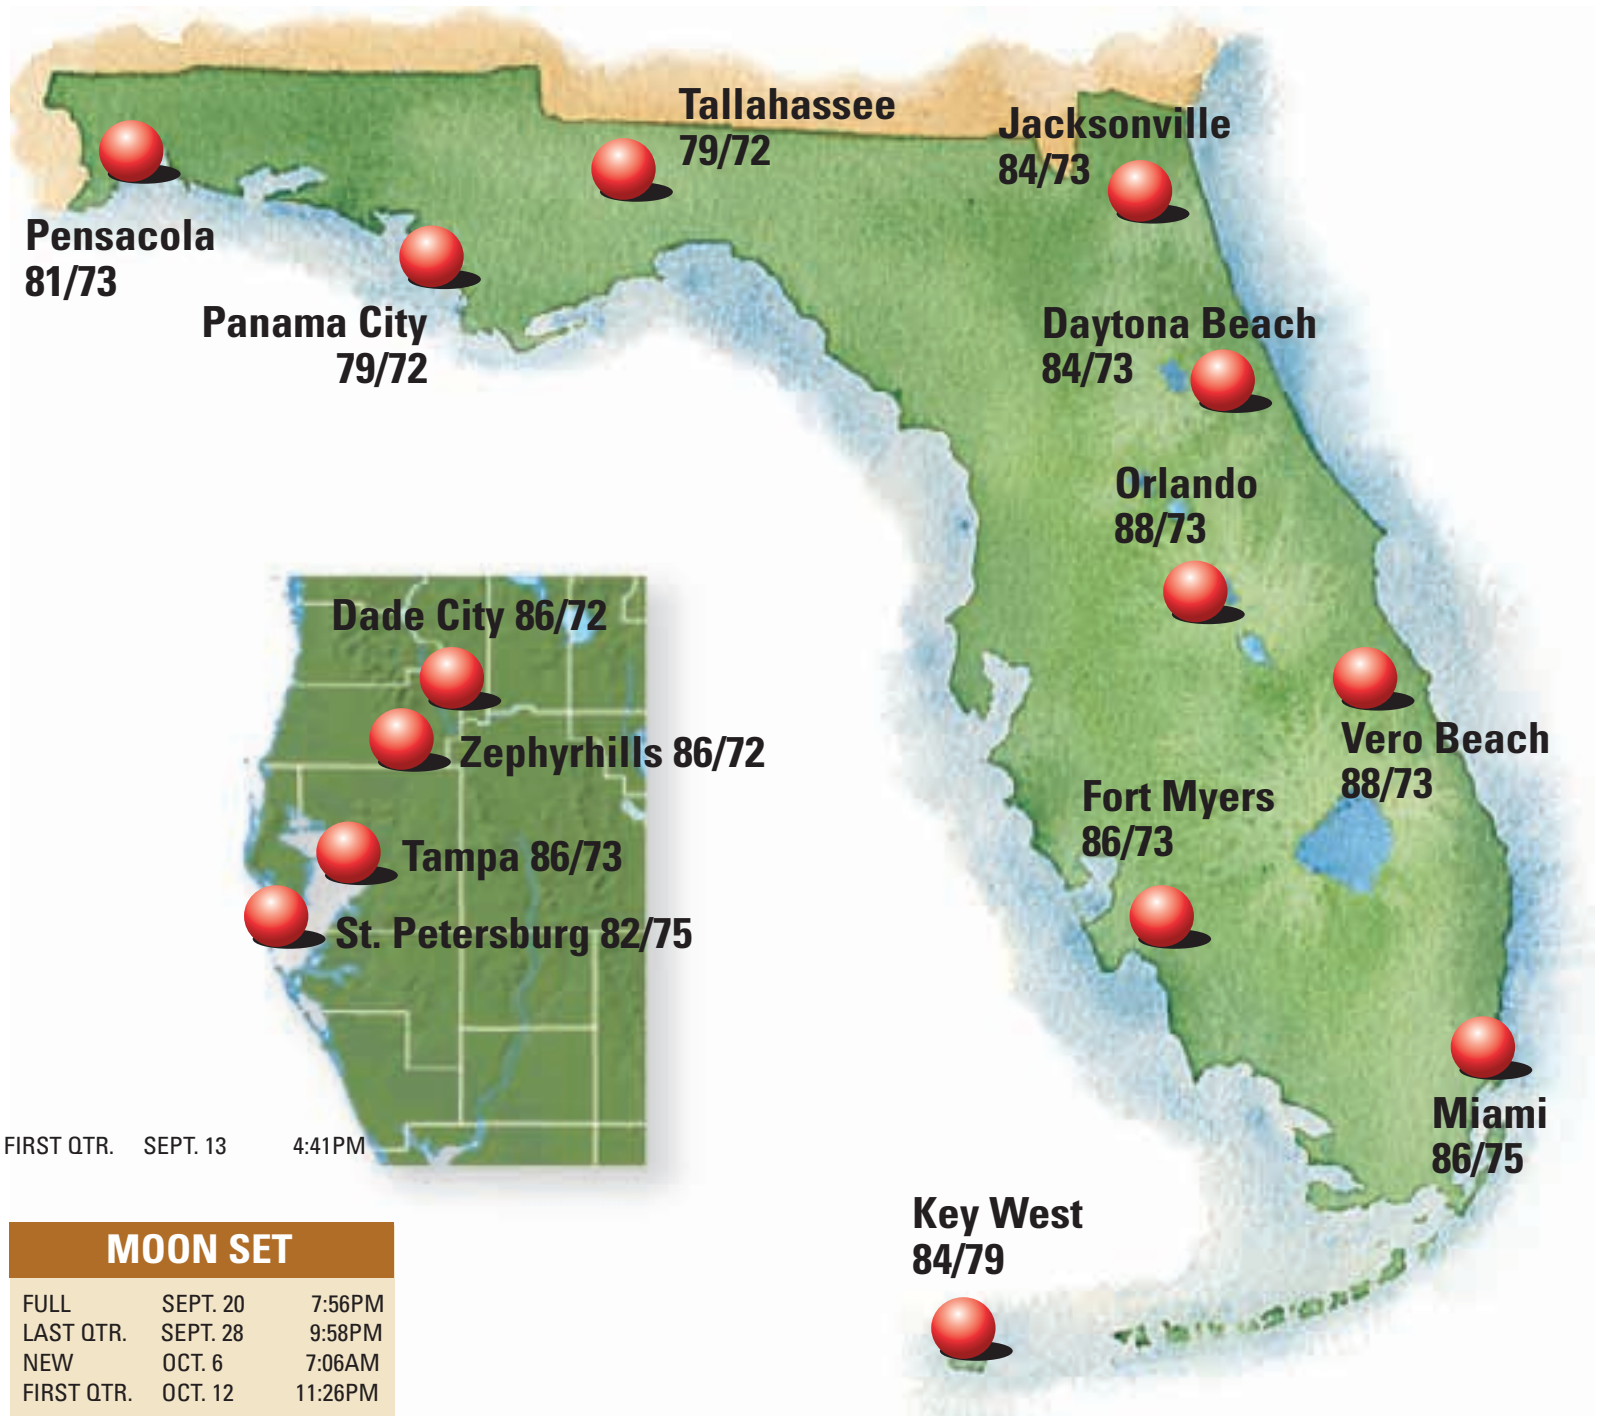 Tallahassee
79/72
Jacksonville
84/73
Pensacola
81/73
Panama City
79/72
Daytona Beach
84/73
Orlando
88/73
Dade City 86/72
Zephyrhills 86/72
Vero Beach
88/73
Fort Myers
86/73
Tampa 86/73
St. Petersburg 82/75
Miami
86/75
FIRST QTR. SEPT. 13 4:41PM
Key West
84/79
MOON SET
FULL SEPT. 20 7:56PM
LAST QTR. SEPT. 28 9:58PM
NEW OCT. 6 7:06AM
FIRST QTR. OCT. 12 11:26PM